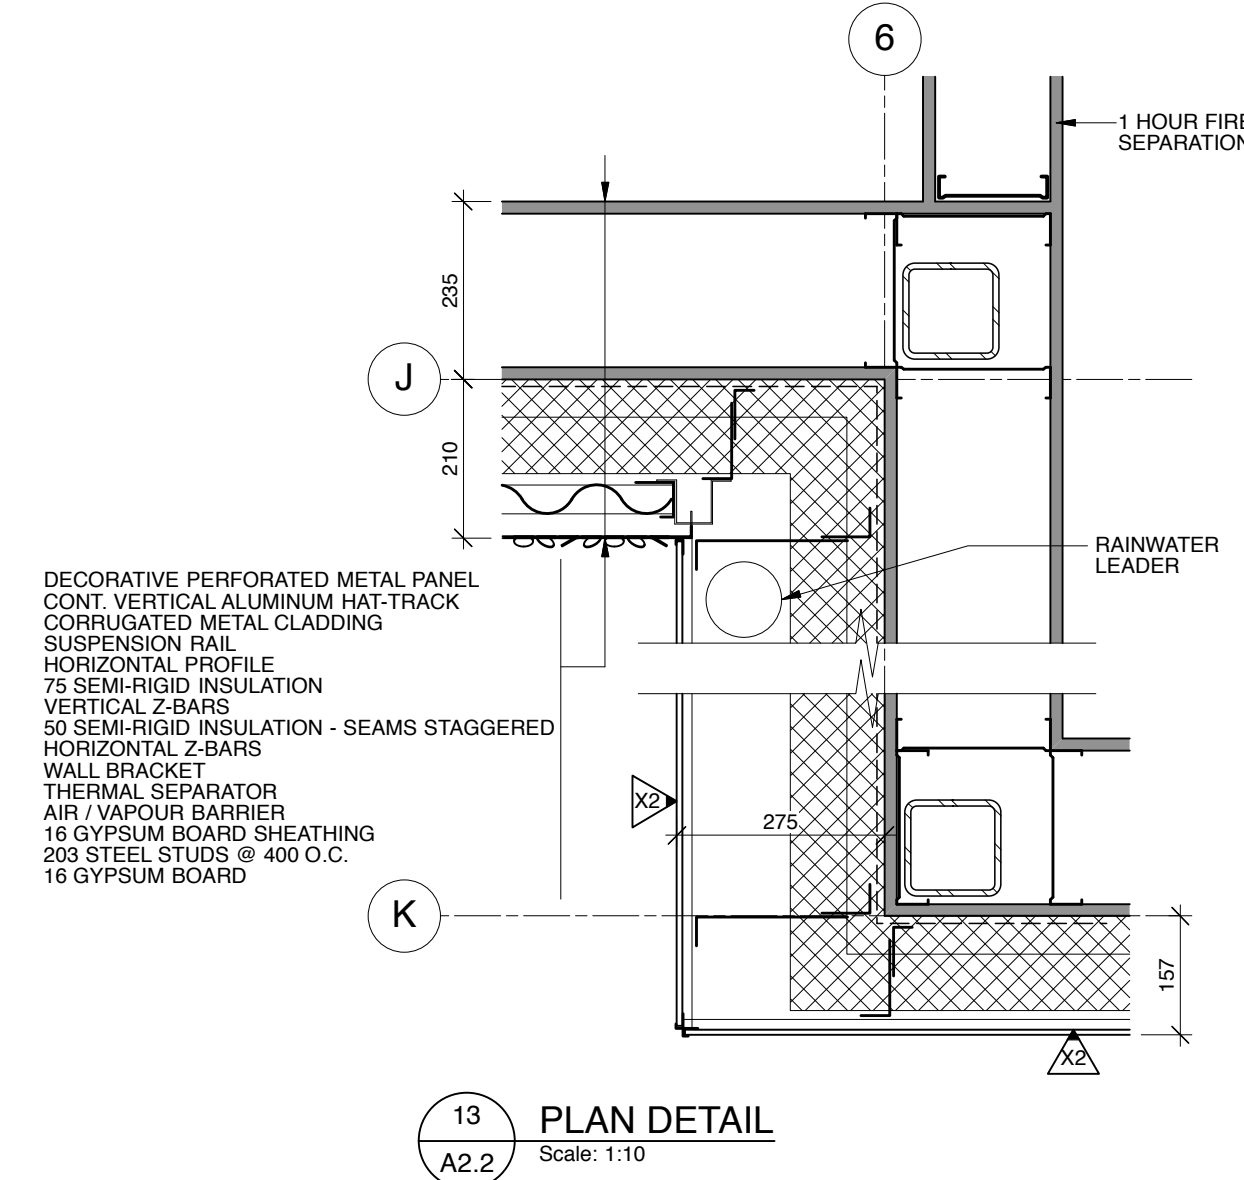 6
1 HOUR FIRE
SEPARATION
235
J
210
RAINWATER
LEADER
DECORATIVE PERFORATED METAL PANEL
CONT. VERTICAL ALUMINUM HAT-TRACK
CORRUGATED METAL CLADDING
SUSPENSION RAIL
HORIZONTAL PROFILE
75 SEMI-RIGID INSULATION
VERTICAL Z-BARS
50 SEMI-RIGID INSULATION - SEAMS STAGGERED
HORIZONTAL Z-BARS
WALL BRACKET
THERMAL SEPARATOR
AIR / VAPOUR BARRIER
16 GYPSUM BOARD SHEATHING
203 STEEL STUDS @ 400 O.C.
16 GYPSUM BOARD
X2
275
K
157
X2
13
A2.2
PLAN DETAIL
Scale: 1:10